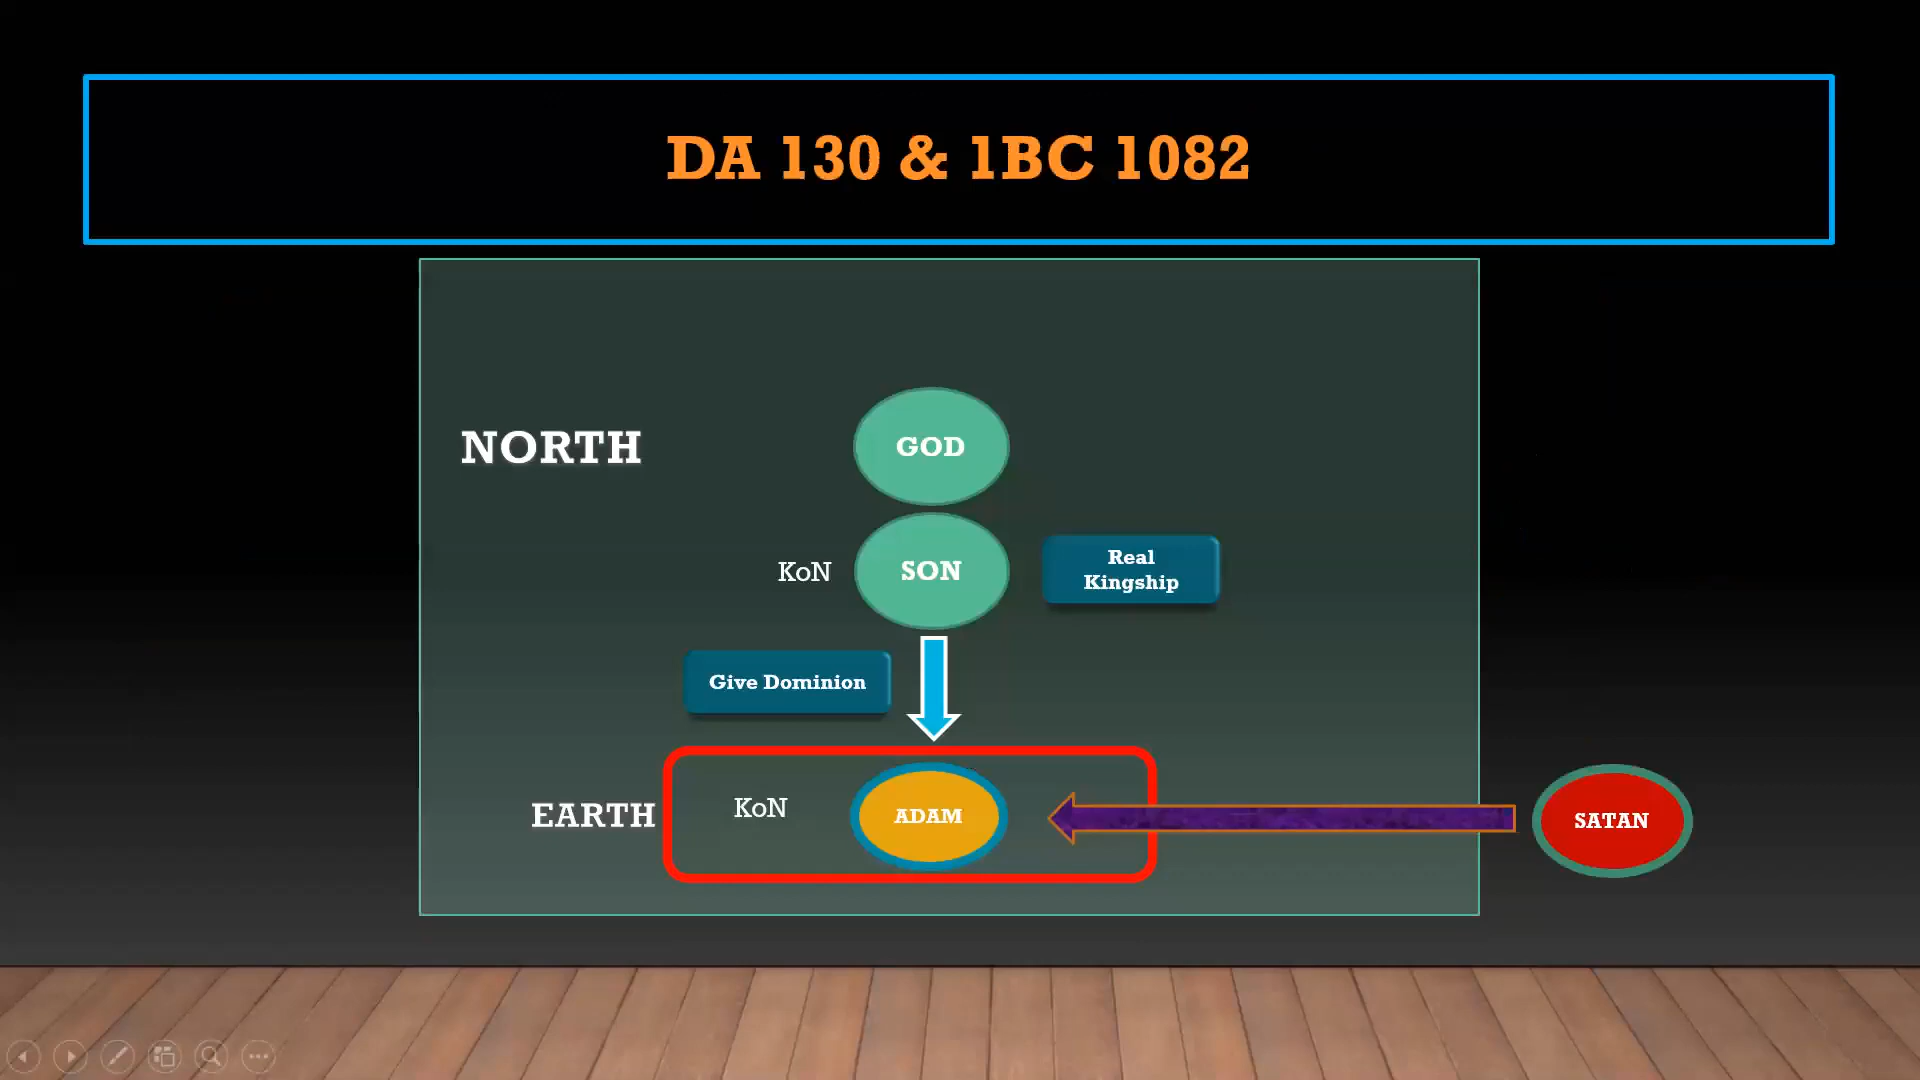 DA 130 & 1BC 1082
NORTH
GOD
KoN
SON
Real
Kingship
Give Dominion
EARTH
KoN
ADAM
SATAN